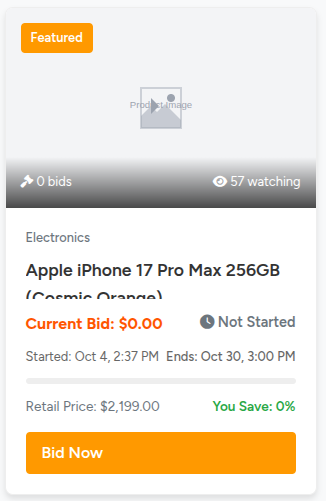 Featured
Product Image
0 bids 57 watching
Electronics
Apple iPhone 17 Pro Max 256GB
(Cosmic Orange)
Current Bid: $0.00 Not Started
Started: Oct 4, 2:37 PM Ends: Oct 30, 3:00 PM
Retail Price: $2,199.00 You Save: 0%
Bid Now